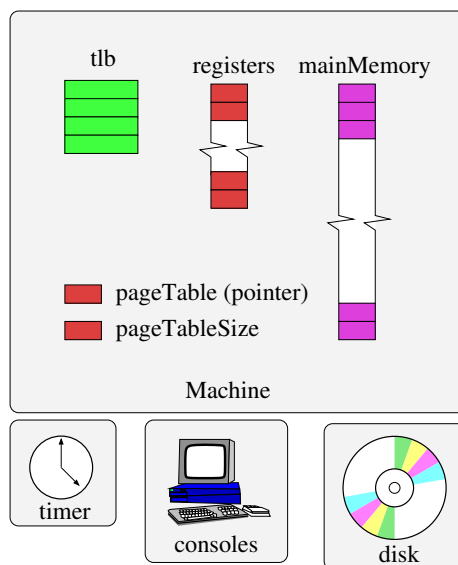 tlb
registers
mainMemory
pageTable (pointer)
pageTableSize
Machine
timer
consoles
disk